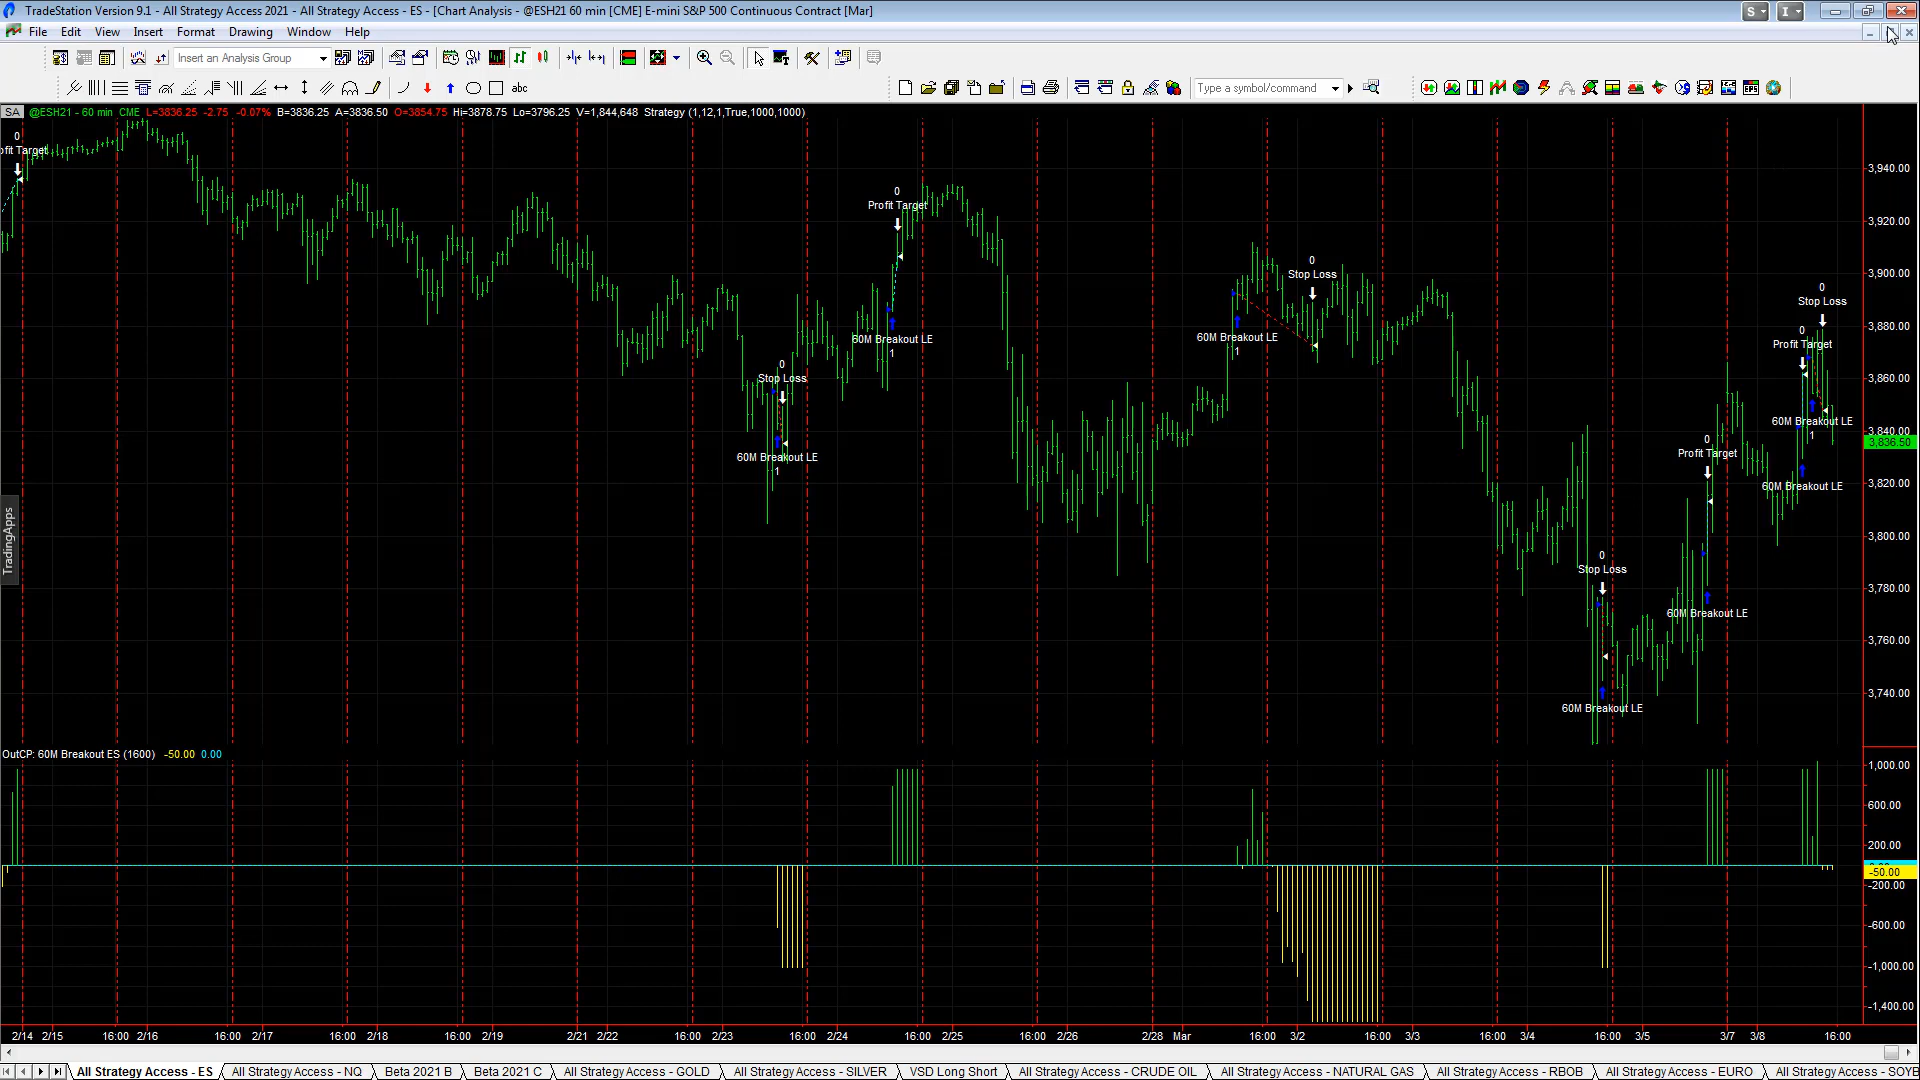 TradeStation Version 9.1 - All Strategy Access 2021 - All Strategy Access - ES - [Chart Analysis - @ESH21 60 min [CME] E-mini S&P 500 Continuous Contract [Mar]
S
I
File Edit View Insert Format Drawing Window Help
Insert an Analysis Group
abc
Type a symbol/command
SA @ESH21 - 60 min CME L=3836.25 -2.75 -0.07% B=3836.25 A=3836.50 O=3854.75 Hi=3878.75 Lo=3796.25 V=1,844,648 Strategy (1,12,1,True,1000,1000)
0
ofit Target
0
Profit Target
60M Breakout LE
1
0
Stop Loss
60M Breakout LE
1
0
Stop Loss
60M Breakout LE
1
0
Stop Loss
60M Breakout LE
0
Profit Target
60M Breakout LE
0
Stop Loss
0
Profit Target
60M Breakout LE
1
60M Breakout LE
3,940.00
3,920.00
3,900.00
3,880.00
3,860.00
3,840.00
3,836.50
3,820.00
3,800.00
3,780.00
3,760.00
3,740.00
TradingApps
OutCP: 60M Breakout ES (1600) -50.00 0.00
1,000.00
600.00
200.00
-50.00
-200.00
-600.00
-1,000.00
-1,400.00
2/14 2/15 16:00 2/16 16:00 2/17 16:00 2/18 16:00 2/19 2/21 2/22 16:00 2/23 16:00 2/24 16:00 2/25 16:00 2/26 2/28 Mar 16:00 3/2 16:00 3/3 16:00 3/4 16:00 3/5 3/7 3/8 16:00
All Strategy Access - ES All Strategy Access - NQ Beta 2021 B Beta 2021 C All Strategy Access - GOLD All Strategy Access - SILVER VSD Long Short All Strategy Access - CRUDE OIL All Strategy Access - NATURAL GAS All Strategy Access - RBOB All Strategy Access - EURO All Strategy Access - SOYB